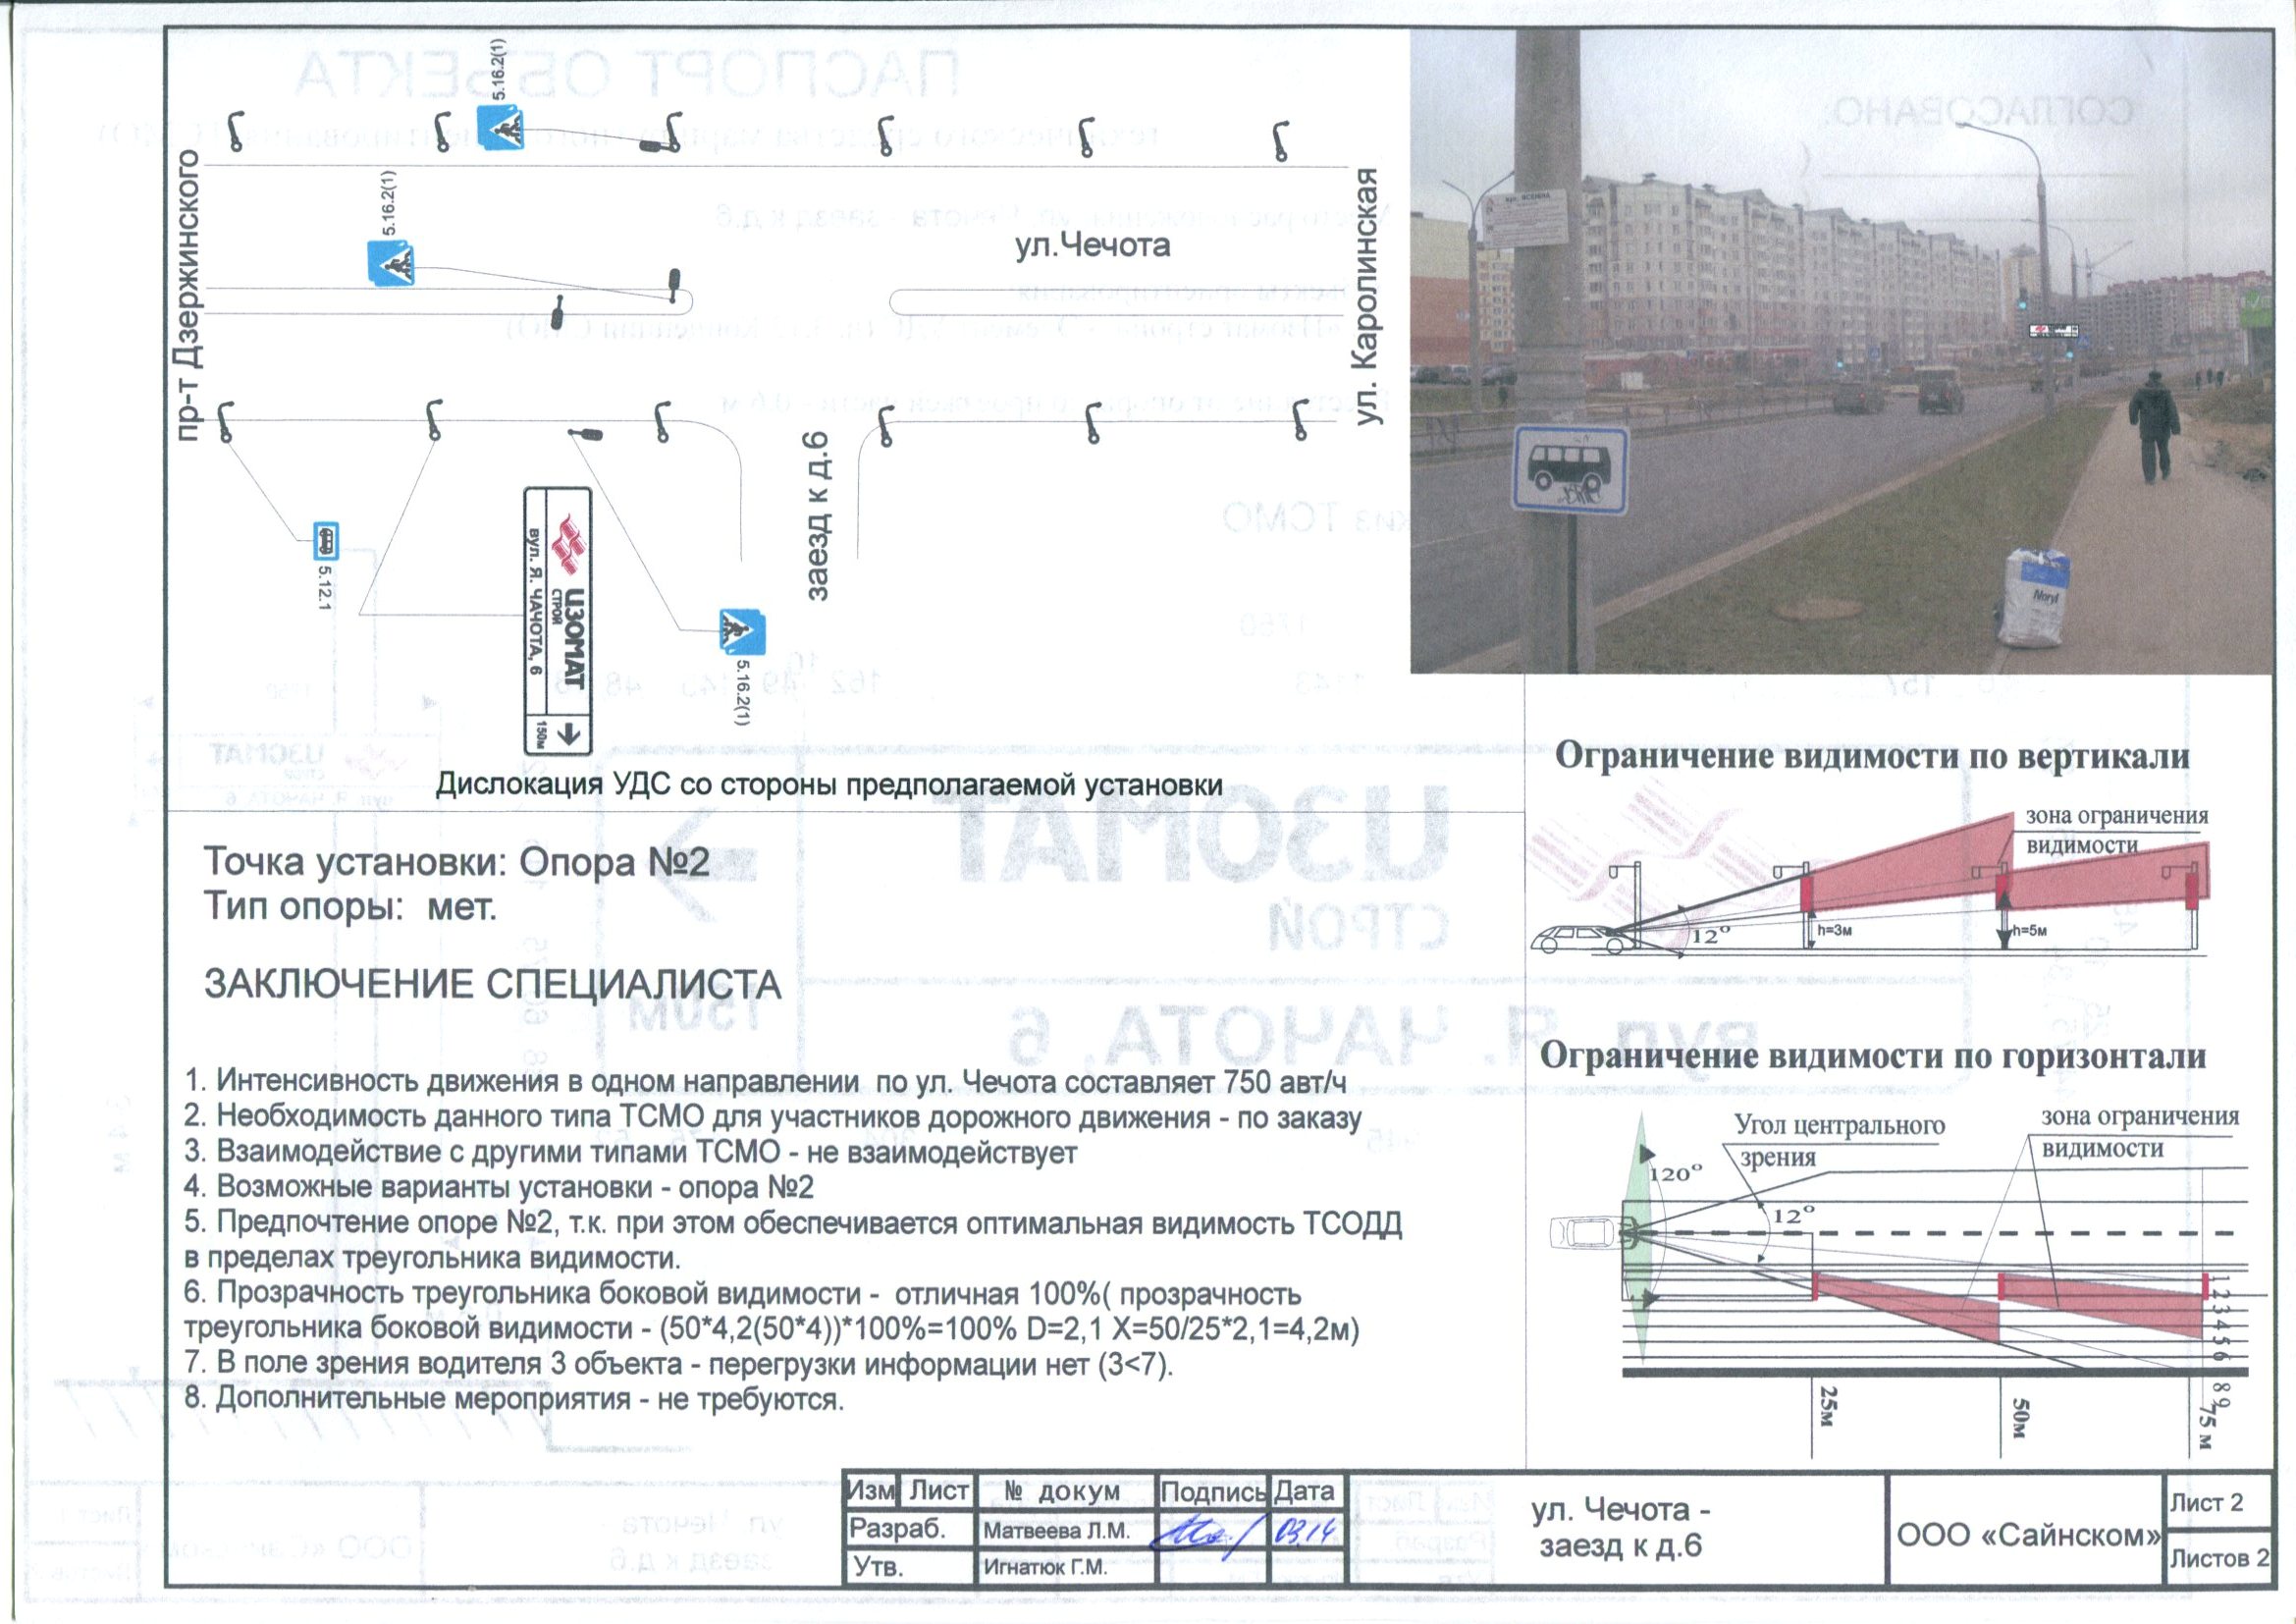 5.16.2(1)
5.16.2(1)
пр-т Дзержинского
ул.Чечота
ул. Каролинская
заезд к д.6
5.12.1
ИЗОМАТ
СТРОЙ
вул. Я. ЧАЧОТА, 6
150м
5.16.2(1)
Дислокация УДС со стороны предполагаемой установки
Noryl
Точка установки: Опора №2
Тип опоры: мет.
ЗАКЛЮЧЕНИЕ СПЕЦИАЛИСТА
1. Интенсивность движения в одном направлении по ул. Чечота составляет 750 авт/ч
2. Необходимость данного типа ТСМО для участников дорожного движения - по заказу
3. Взаимодействие с другими типами ТСМО - не взаимодействует
4. Возможные варианты установки - опора №2
5. Предпочтение опоре №2, т.к. при этом обеспечивается оптимальная видимость ТСОДД
в пределах треугольника видимости.
6. Прозрачность треугольника боковой видимости - отличная 100%( прозрачность
треугольника боковой видимости - (50*4,2(50*4))*100%=100% D=2,1 X=50/25*2,1=4,2м)
7. В поле зрения водителя 3 объекта - перегрузки информации нет (3<7).
8. Дополнительные мероприятия - не требуются.
Ограничение видимости по вертикали
зона ограничения
видимости
12°
h=3м
h=5м
Ограничение видимости по горизонтали
Угол центрального
зрения
зона ограничения
видимости
120°
12°
1 2 3 4 5 6 8 9
25м
50м
75 м
Изм Лист № докум Подпись Дата
Разраб. Матвеева Л.М. 03.14
Утв. Игнатюк Г.М.
ул. Чечота -
заезд к д.6
ООО «Сайнском»
Лист 2
Листов 2